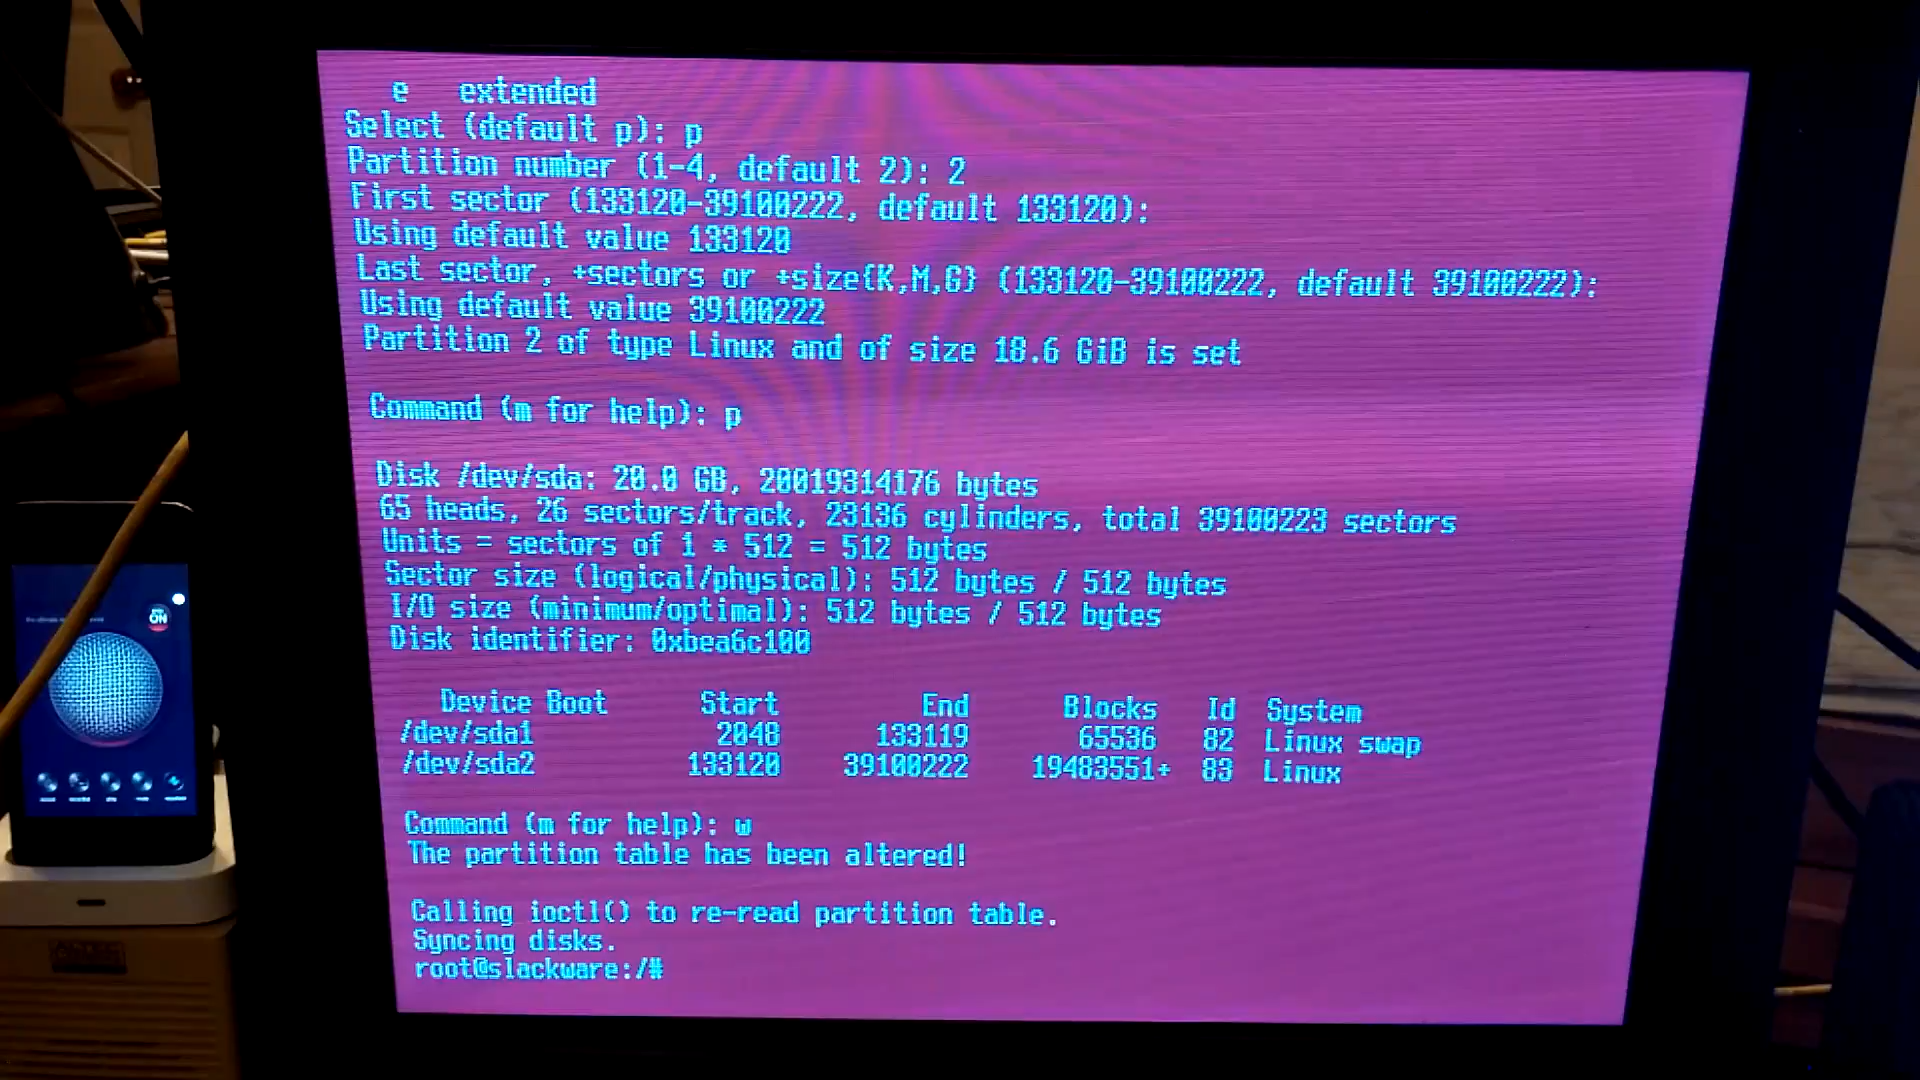 e extended
Select (default p): p
Partition number (1-4, default 2): 2
First sector (133120-39100222, default 133120):
Using default value 133120
Last sector, +sectors or +size{K,M,G} (133120-39100222, default 39100222):
Using default value 39100222
Partition 2 of type Linux and of size 18.6 GiB is set
Command (m for help): p
Disk /dev/sda: 20.0 GB, 20019314176 bytes
65 heads, 26 sectors/track, 23136 cylinders, total 39100223 sectors
Units = sectors of 1 * 512 = 512 bytes
Sector size (logical/physical): 512 bytes / 512 bytes
I/O size (minimum/optimal): 512 bytes / 512 bytes
Disk identifier: 0xbea6c100
Device Boot Start End Blocks Id System
/dev/sda1 2048 133119 65536 82 Linux swap
/dev/sda2 133120 39100222 19483551+ 83 Linux
Command (m for help): w
The partition table has been altered!
Calling ioctl() to re-read partition table.
Syncing disks.
root@slackware:/#
ON